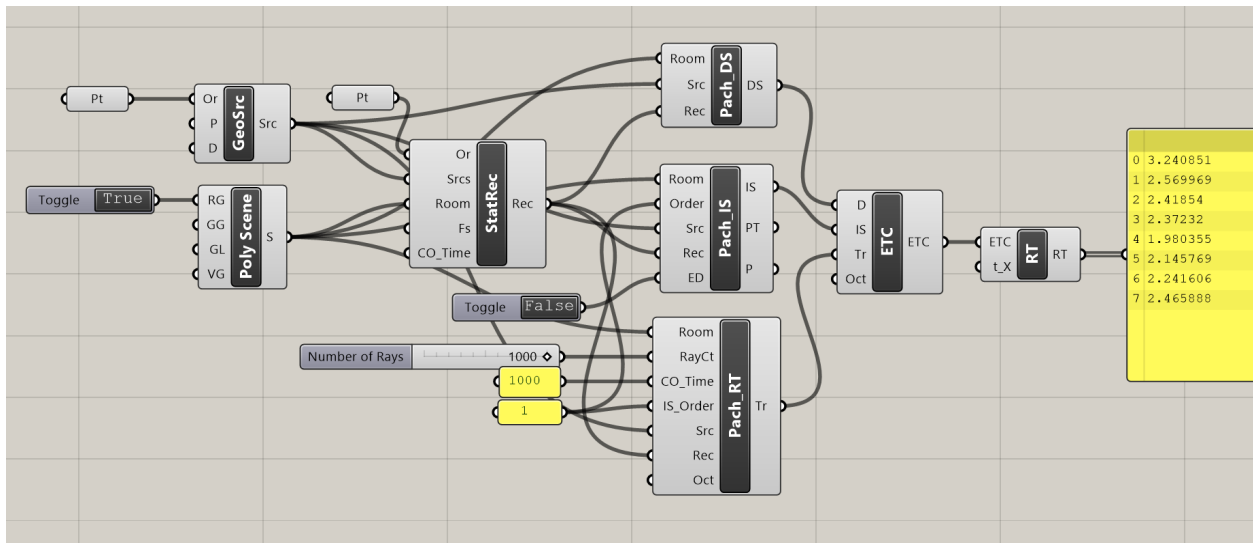 Pt
Or
P
D
GeoSrc
Src
Toggle True
RG
GG
GL
VG
Poly Scene
S
Pt
Or
Srcs
Room
Fs
CO_Time
StatRec
Rec
Toggle False
Number of Rays 1000
1000
1
Room
Src
Rec
Pach_DS
DS
Room
Order
Src
Rec
ED
Pach_IS
IS
PT
P
Room
RayCt
CO_Time
IS_Order
Src
Rec
Oct
Pach_RT
Tr
D
IS
Tr
Oct
ETC
ETC
ETC
t_X
RT
RT
0 3.240851
1 2.569969
2 2.41854
3 2.37232
4 1.980355
5 2.145769
6 2.241606
7 2.465888